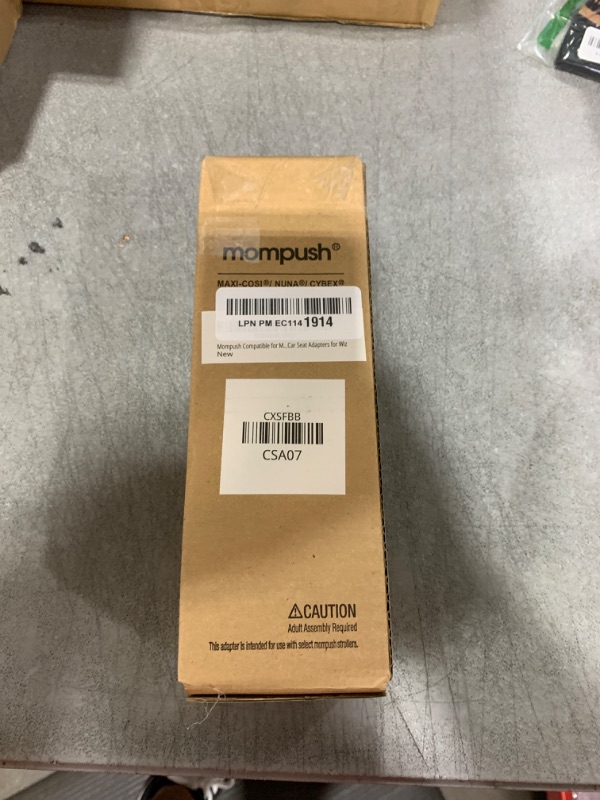 mompush®
MAXI-COSI®/ NUNA®/ CYBEX®
LPN PM EC114 1914
Mompush Compatible for M...Car Seat Adapters for Wiz
New
CXSFBB
CSA07
⚠CAUTION
Adult Assembly Required
This adapter is intended for use with select mompush strollers.